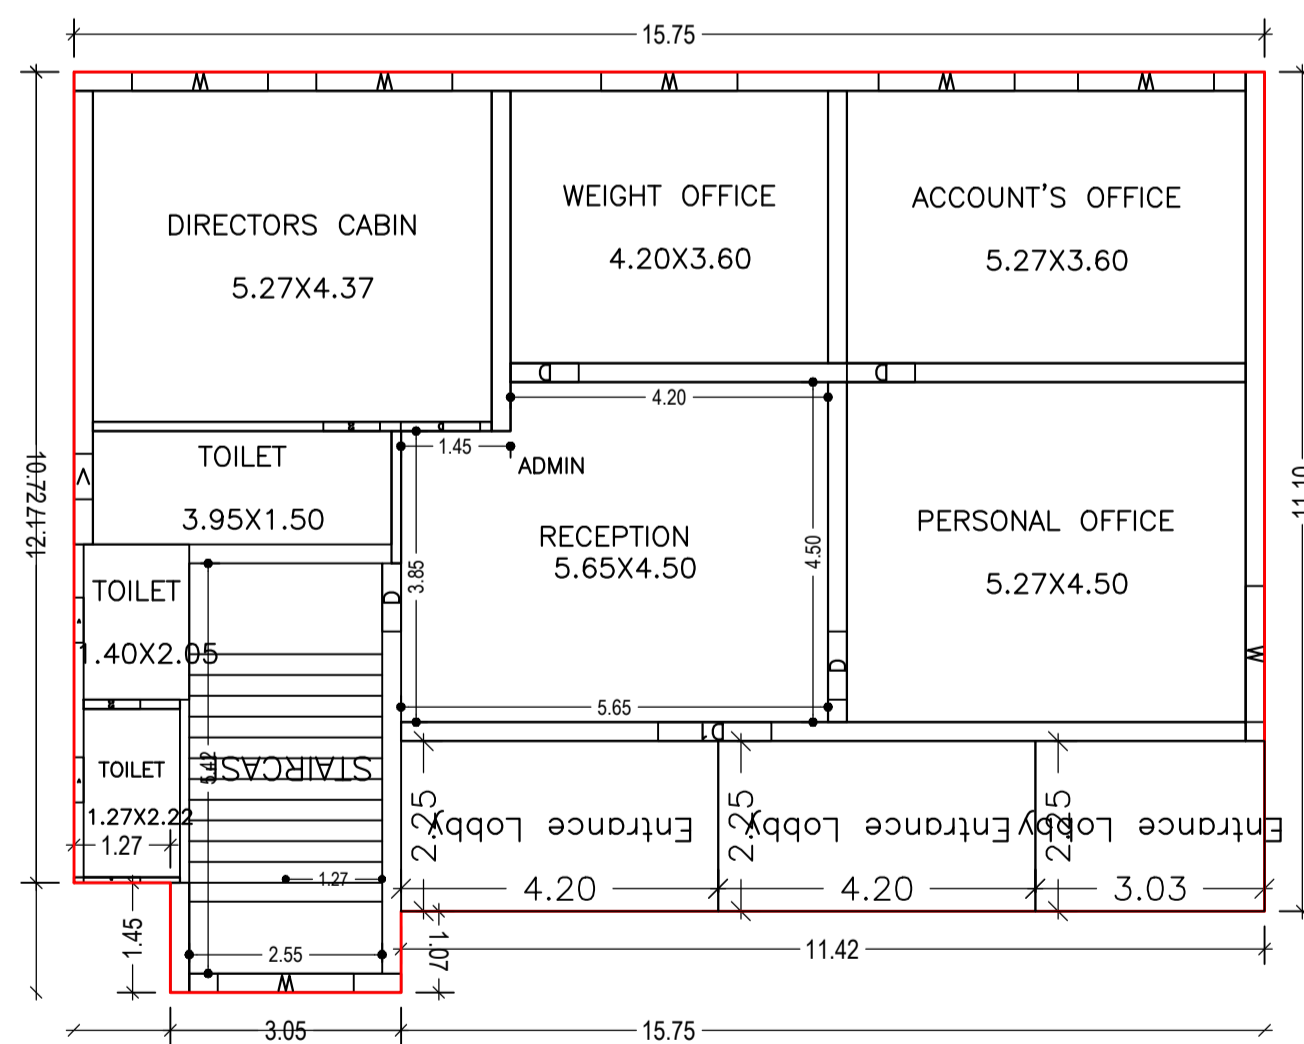 15.75
W W W W W
DIRECTORS CABIN
5.27X4.37
WEIGHT OFFICE
4.20X3.60
ACCOUNT'S OFFICE
5.27X3.60
D D
4.20
1.45
ADMIN
TOILET
3.95X1.50
V
10.72
12.17
11.10
RECEPTION
5.65X4.50
3.85
4.50
PERSONAL OFFICE
5.27X4.50
TOILET
1.40X2.05
D
D
W
5.65
D1
TOILET
1.27X2.22
1.27
STAIRCASE
5.42
1.27
2.55
W
Entrance Lobby
2.25
4.20
Entrance Lobby
2.25
4.20
Entrance Lobby
2.25
3.03
1.45
1.07
11.42
3.05
15.75